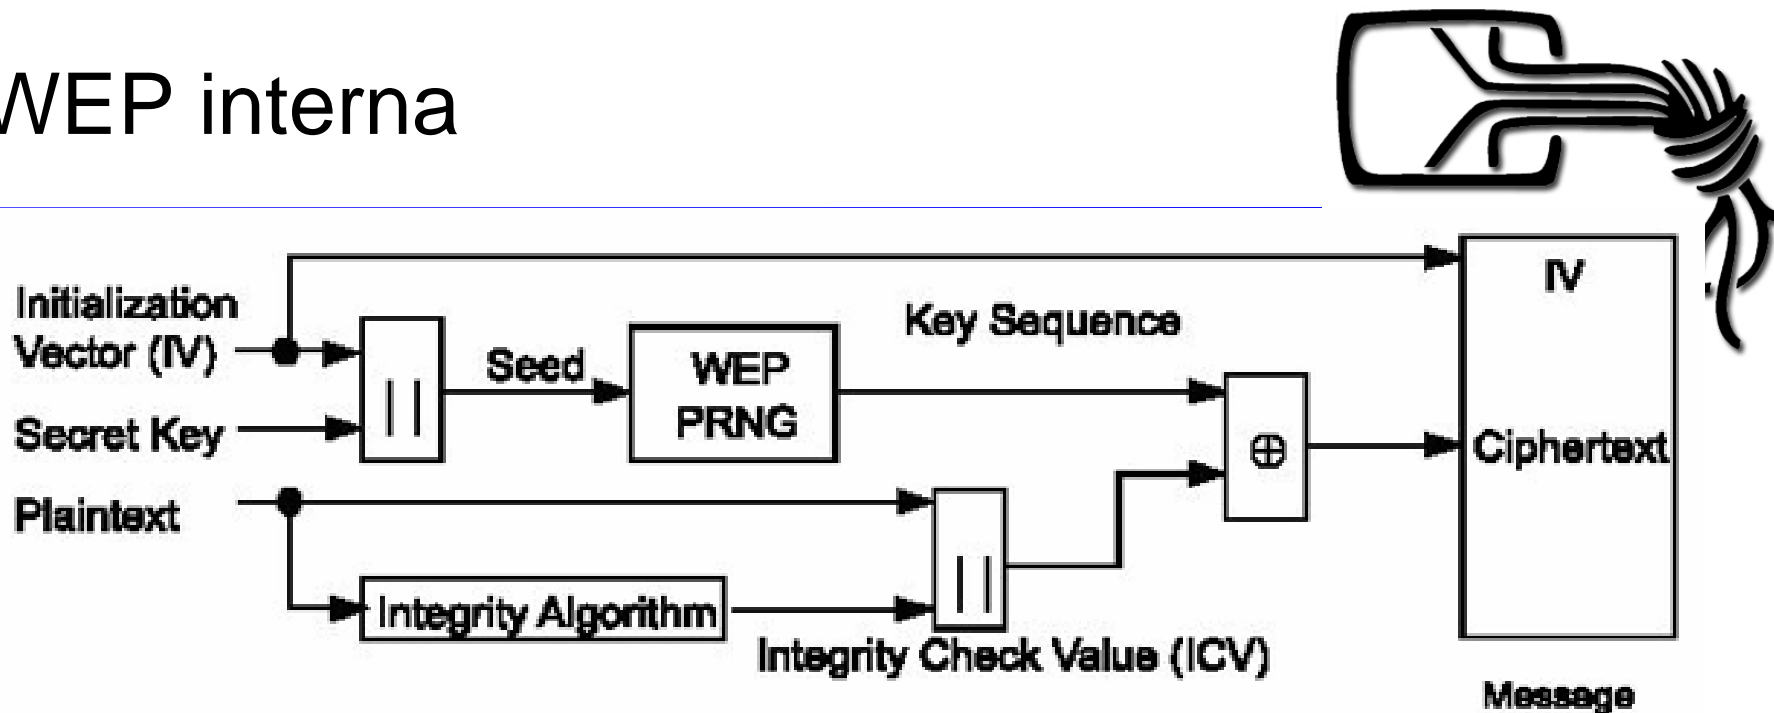 WEP interna
Initialization
Vector (IV)
Secret Key
Plaintext
||
Seed
WEP
PRNG
Key Sequence
⊕
IV
Ciphertext
Integrity Algorithm
||
Integrity Check Value (ICV)
Message